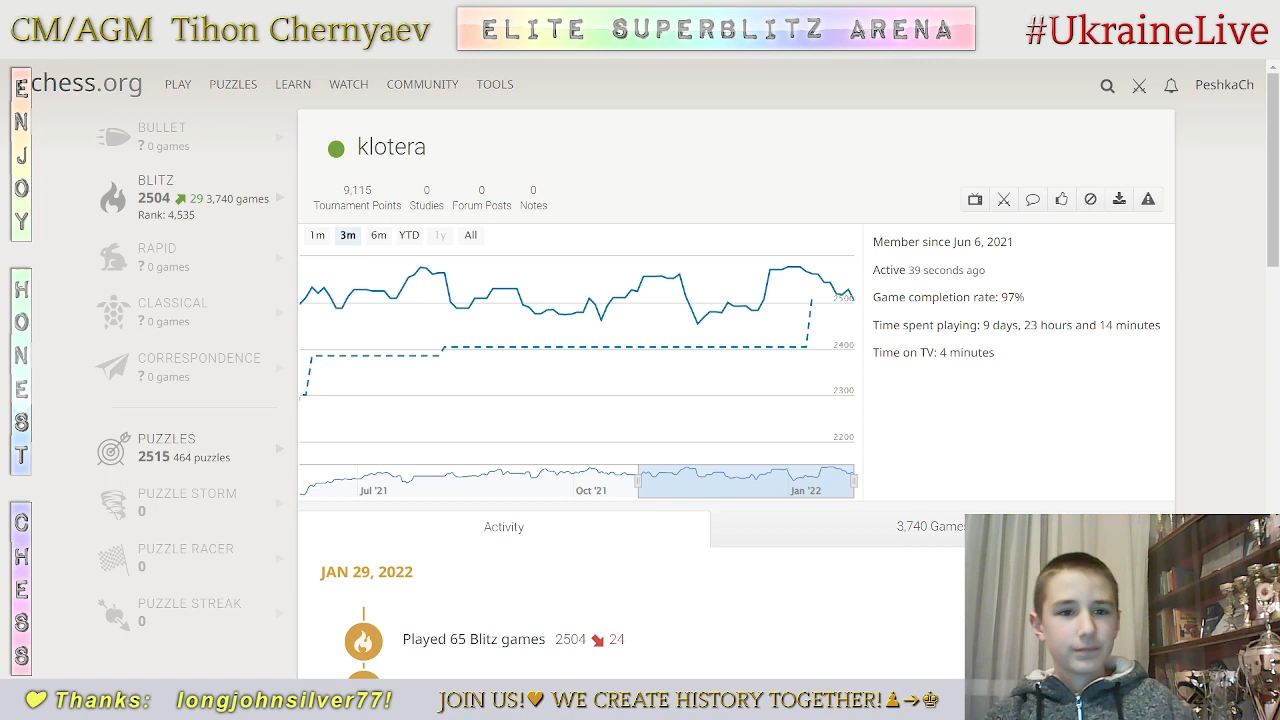 CM/AGM Tihon Chernyaev
ELITE SUPERBLITZ ARENA
#UkraineLive
ENJOY
HONEST
CHESS
chess.org
PLAY
PUZZLES
LEARN
WATCH
COMMUNITY
TOOLS
PeshkaCh
BULLET
? 0 games
BLITZ
2504 29 3,740 games
Rank: 4,535
RAPID
? 0 games
CLASSICAL
? 0 games
CORRESPONDENCE
? 0 games
PUZZLES
2515 464 puzzles
PUZZLE STORM
0
PUZZLE RACER
0
PUZZLE STREAK
0
klotera
9,115
Tournament Points
0
Studies
0
Forum Posts
0
Notes
1m 3m 6m YTD 1y All
2500
2400
2300
2200
Jul '21
Oct '21
Jan '22
Member since Jun 6, 2021
Active 39 seconds ago
Game completion rate: 97%
Time spent playing: 9 days, 23 hours and 14 minutes
Time on TV: 4 minutes
Activity
3,740 Games
JAN 29, 2022
Played 65 Blitz games 2504 24
Thanks: longjohnsilver77!
JOIN US!🧡 WE CREATE HISTORY TOGETHER!♟→♚